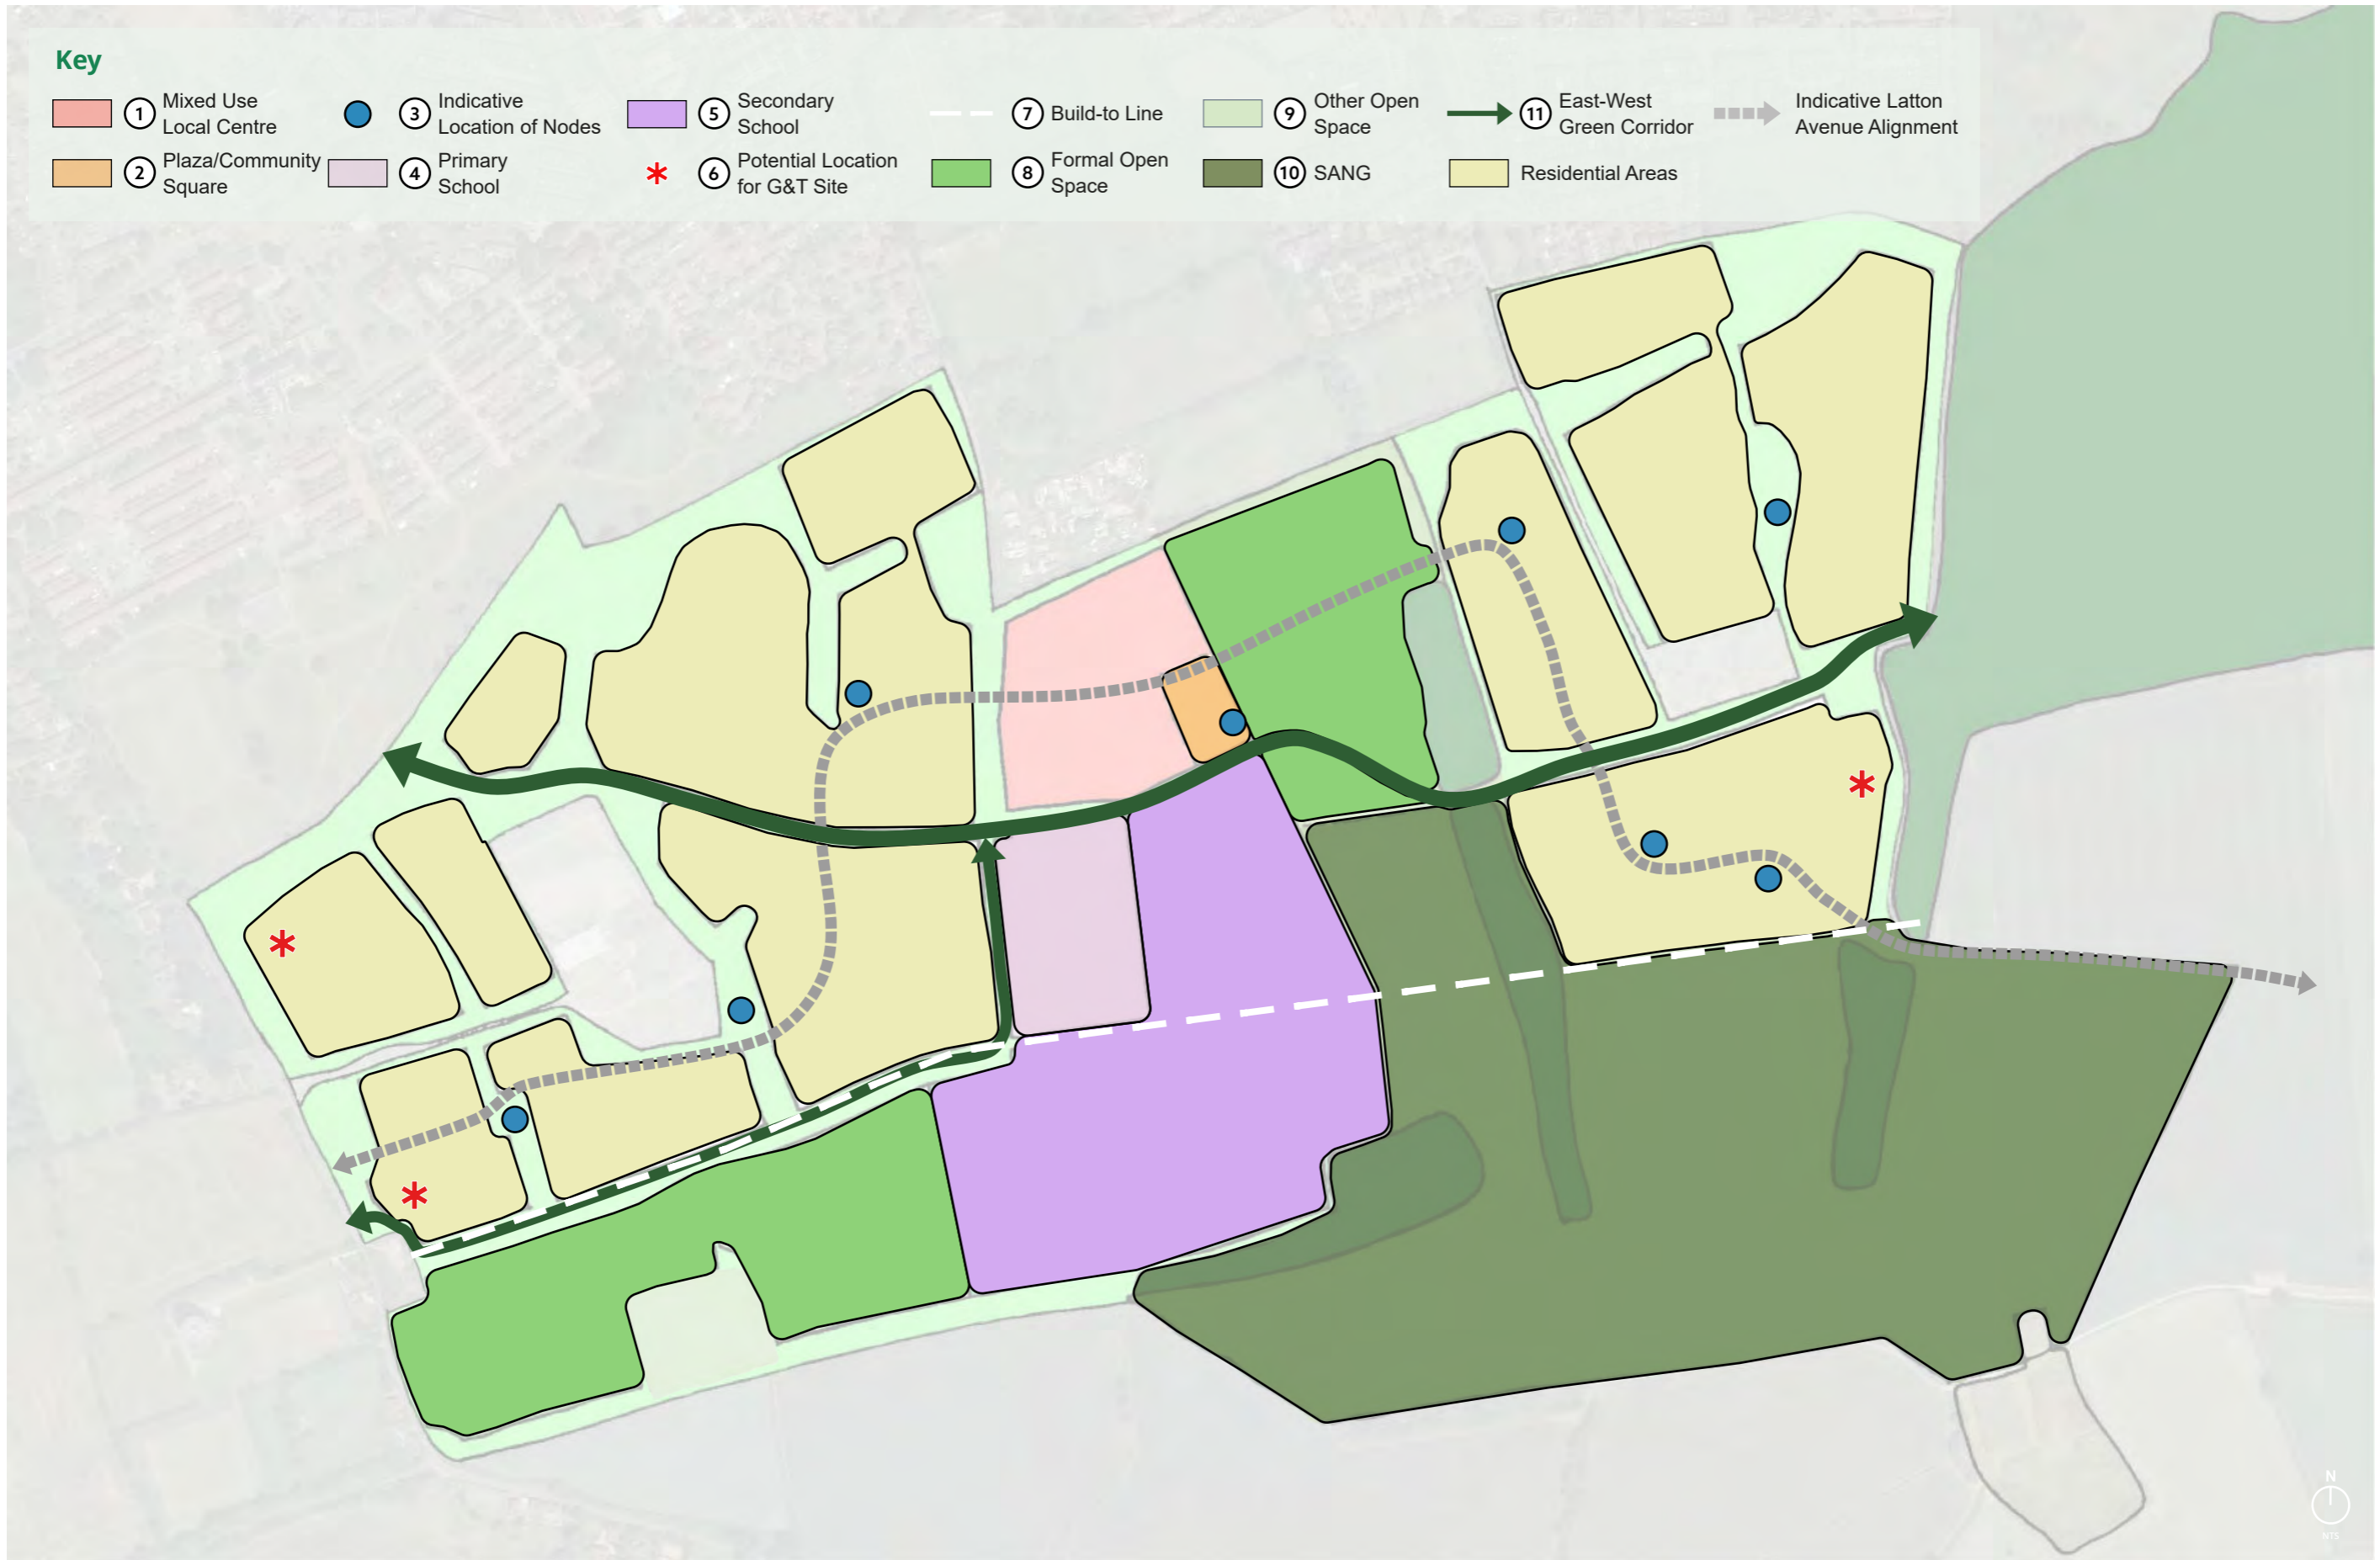 Key
1 Mixed Use
Local Centre
3 Indicative
Location of Nodes
5 Secondary
School
7 Build-to Line
9 Other Open
Space
11 East-West
Green Corridor
Indicative Latton
Avenue Alignment
2 Plaza/Community
Square
4 Primary
School
6 Potential Location
for G&T Site
8 Formal Open
Space
10 SANG
Residential Areas
N
NTS